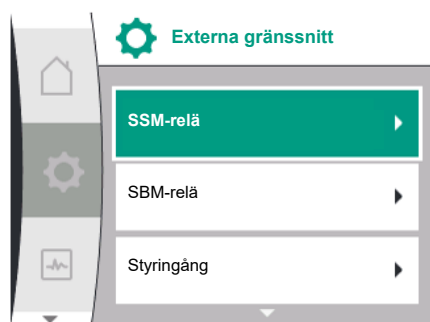 Externa gränssnitt
SSM-relä
SBM-relä
Styringång